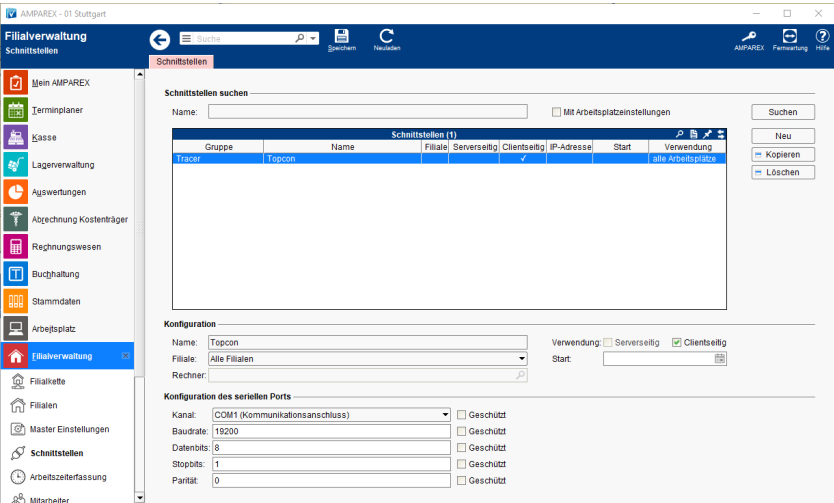 AMPAREX - 01 Stuttgart
Filialverwaltung
Schnittstellen
Suche
Speichern
Neuladen
AMPAREX
Fernwartung
Hilfe
Schnittstellen
Mein AMPAREX
Terminplaner
Kasse
Lagerverwaltung
Auswertungen
Abrechnung Kostenträger
Rechnungswesen
Buchhaltung
Stammdaten
Arbeitsplatz
Filialverwaltung
Filialkette
Filialen
Master Einstellungen
Schnittstellen
Arbeitszeiterfassung
Mitarbeiter
Schnittstellen suchen
Name:
Mit Arbeitsplatzeinstellungen
Suchen
Schnittstellen (1)
Neu
Kopieren
Löschen
Gruppe Name Filiale Serverseitig Clientseitig IP-Adresse Start Verwendung
Tracer Topcon ✓ alle Arbeitsplätze
Konfiguration
Name: Topcon Verwendung: Serverseitig Clientseitig
Filiale: Alle Filialen Start:
Rechner:
Konfiguration des seriellen Ports
Kanal: COM1 (Kommunikationsanschluss) Geschützt
Baudrate: 19200 Geschützt
Datenbits: 8 Geschützt
Stopbits: 1 Geschützt
Parität: 0 Geschützt